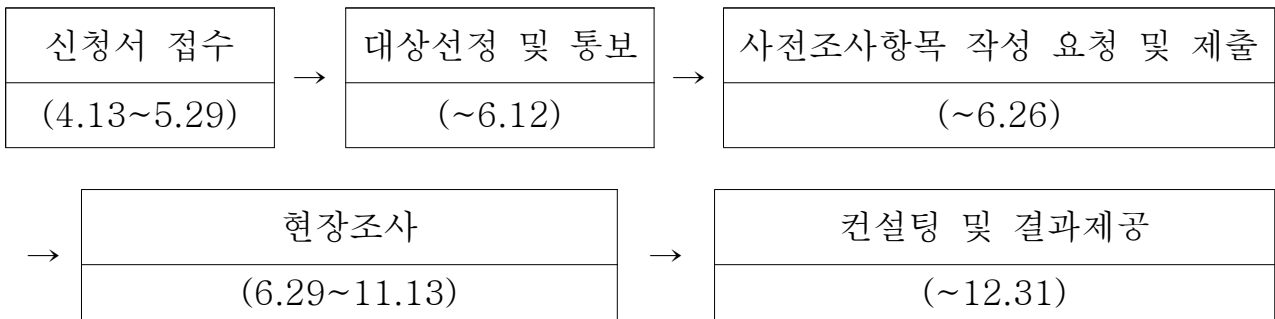 신청서 접수 → 대상선정 및 통보 → 사전조사항목 작성 요청 및 제출
(4.13~5.29) (~6.12) (~6.26)
→ 현장조사 → 컨설팅 및 결과제공
(6.29~11.13) (~12.31)